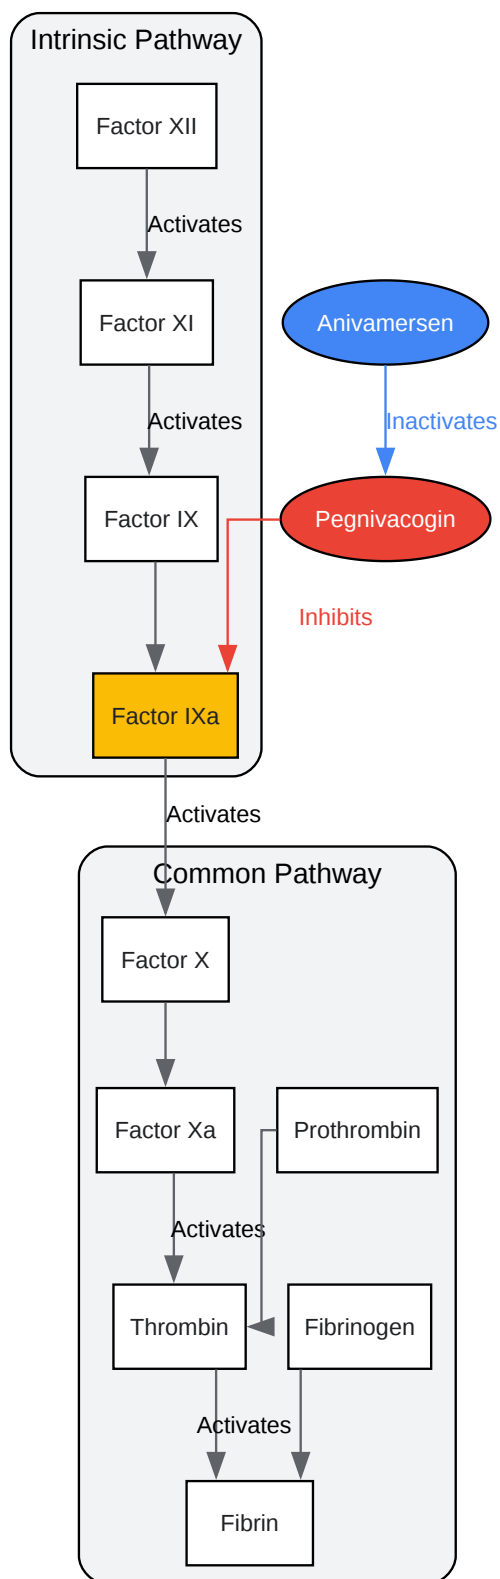 Intrinsic Pathway
Factor XII
Activates
Factor XI
Anivamersen
Activates
Inactivates
Factor IX
Pegnivacogin
Inhibits
Factor IXa
Activates
Common Pathway
Factor X
Factor Xa
Prothrombin
Activates
Thrombin
Fibrinogen
Activates
Fibrin